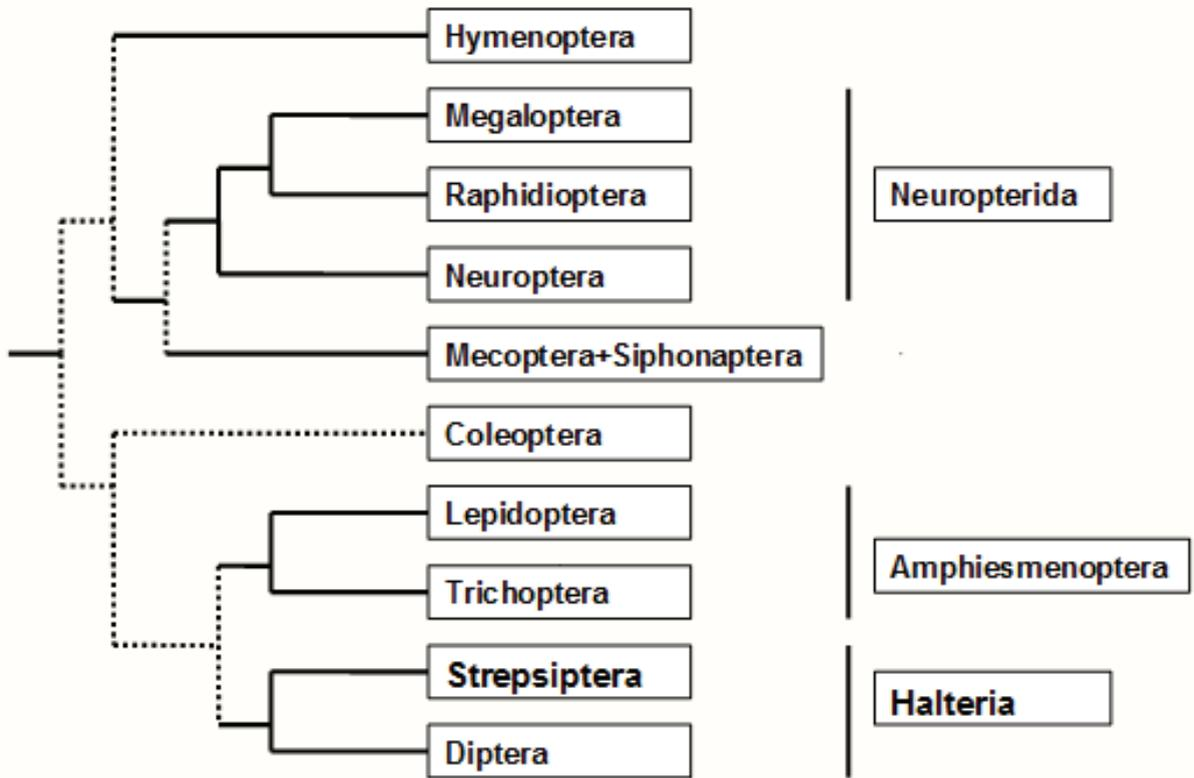 Hymenoptera
Megaloptera
Raphidioptera
Neuropterida
Neuroptera
Mecoptera+Siphonaptera
Coleoptera
Lepidoptera
Amphiesmenoptera
Trichoptera
Strepsiptera
Halteria
Diptera